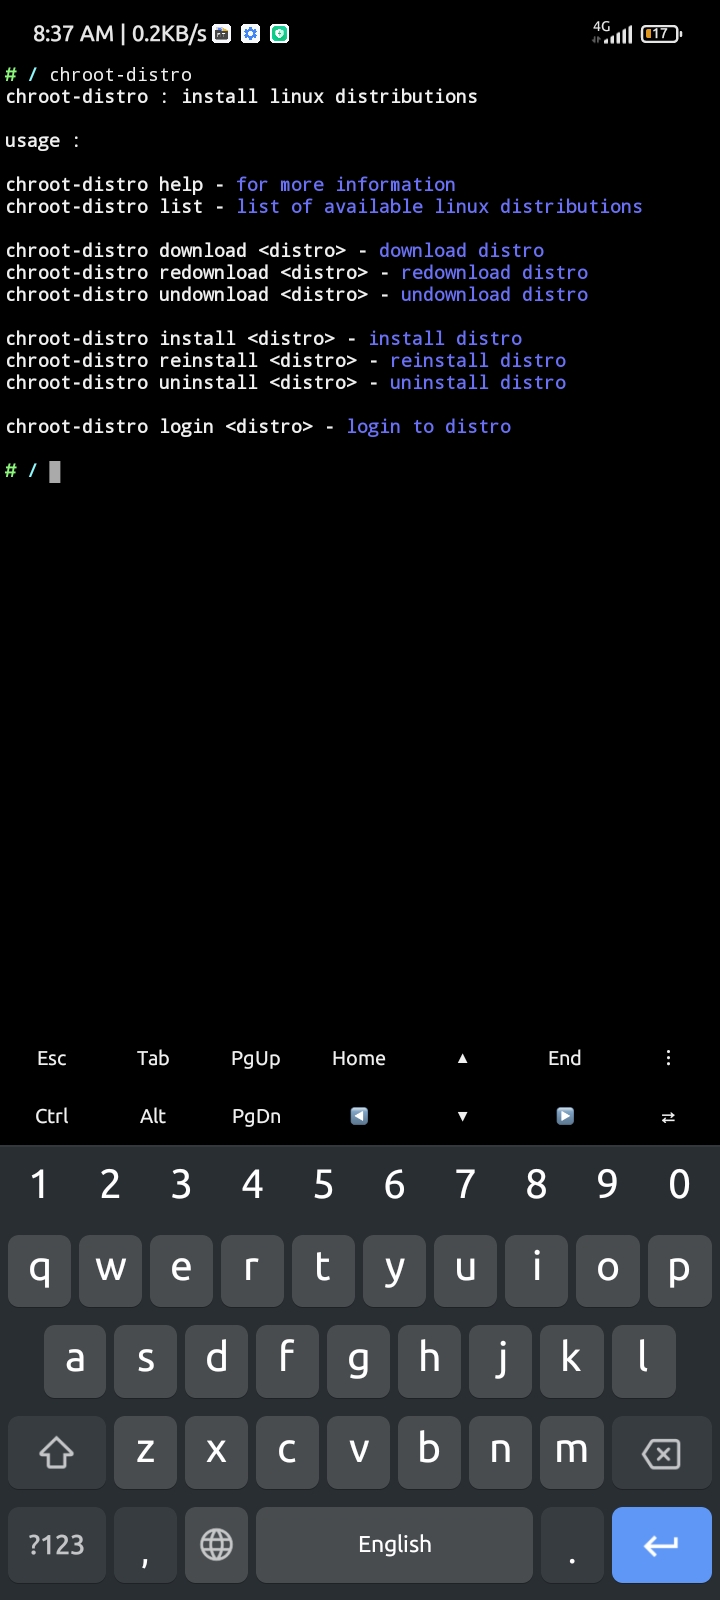 8:37 AM | 0.2KB/s 4G 17
# / chroot-distro
chroot-distro : install linux distributions
usage :
chroot-distro help - for more information
chroot-distro list - list of available linux distributions
chroot-distro download <distro> - download distro
chroot-distro redownload <distro> - redownload distro
chroot-distro undownload <distro> - undownload distro
chroot-distro install <distro> - install distro
chroot-distro reinstall <distro> - reinstall distro
chroot-distro uninstall <distro> - uninstall distro
chroot-distro login <distro> - login to distro
# /
Esc Tab PgUp Home ▲ End ⋮
Ctrl Alt PgDn ◀ ▼ ▶ ⇄
1 2 3 4 5 6 7 8 9 0
q w e r t y u i o p
a s d f g h j k l
z x c v b n m
?123 , English .